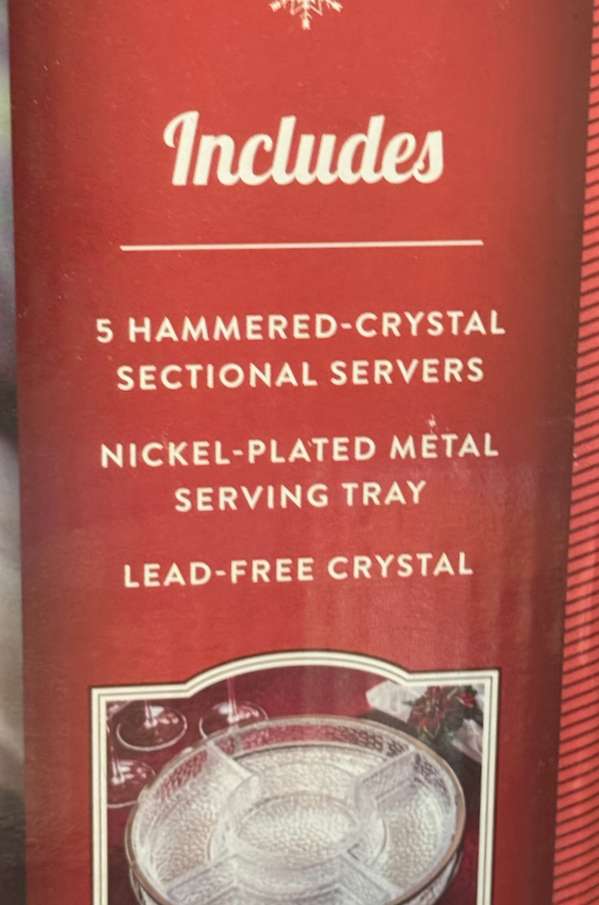 Includes
5 HAMMERED-CRYSTAL
SECTIONAL SERVERS
NICKEL-PLATED METAL
SERVING TRAY
LEAD-FREE CRYSTAL